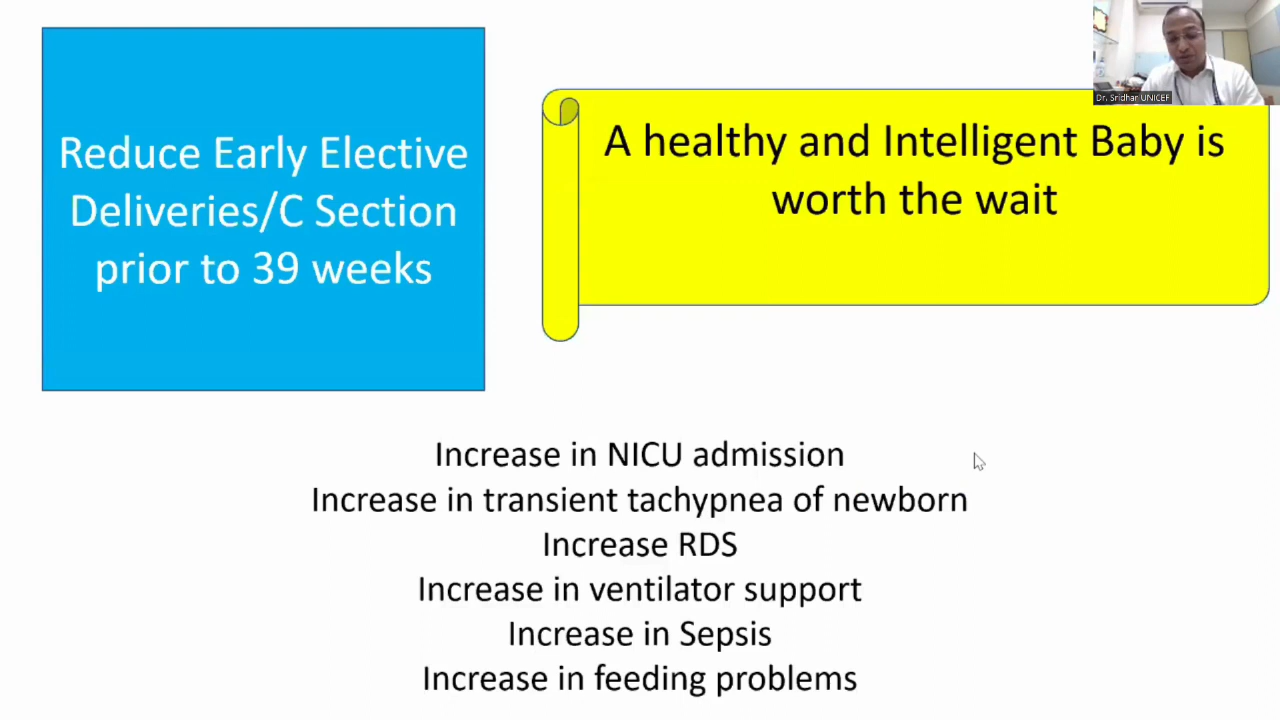 Reduce Early Elective
Deliveries/C Section
prior to 39 weeks
A healthy and Intelligent Baby is
worth the wait
Dr. Sridhar UNICEF
Increase in NICU admission
Increase in transient tachypnea of newborn
Increase RDS
Increase in ventilator support
Increase in Sepsis
Increase in feeding problems